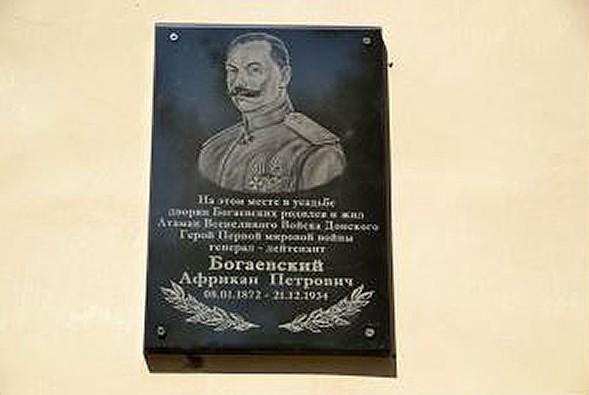 На этом месте в усадьбе
дворян Богаевских родился и жил
Атаман Всевеликого Войска Донского
Герой Первой мировой войны
генерал - лейтенант
Богаевский
Африкан Петрович
08.01.1872 - 21.12.1934